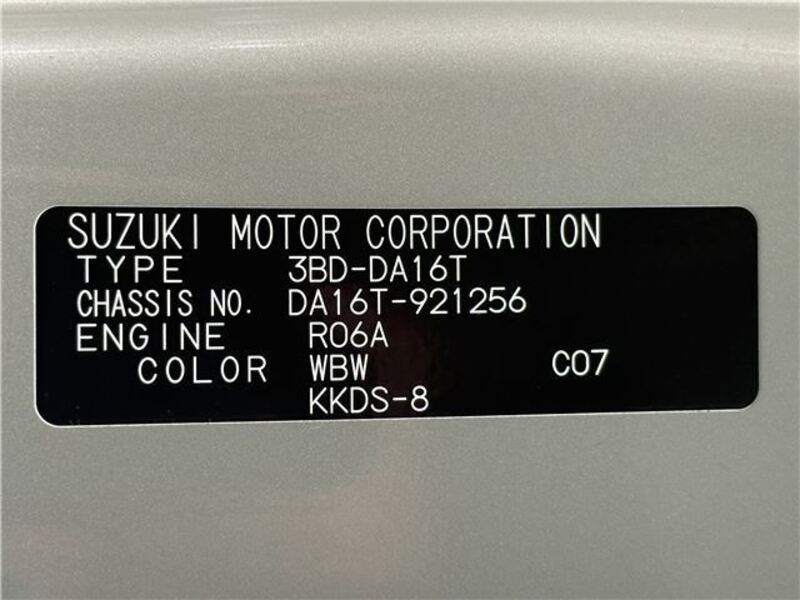 SUZUKI MOTOR CORPORATION
TYPE 3BD-DA16T
CHASSIS NO. DA16T-921256
ENGINE R06A
COLOR WBW C07
KKDS-8